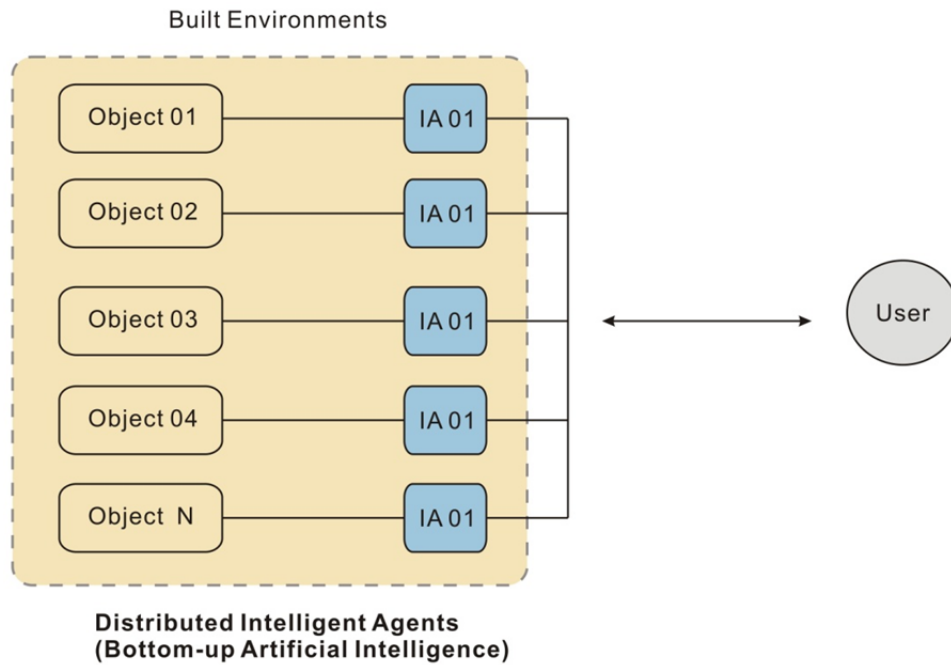 Built Environments
Object 01
IA 01
Object 02
IA 01
Object 03
IA 01
User
Object 04
IA 01
Object N
IA 01
Distributed Intelligent Agents
(Bottom-up Artificial Intelligence)